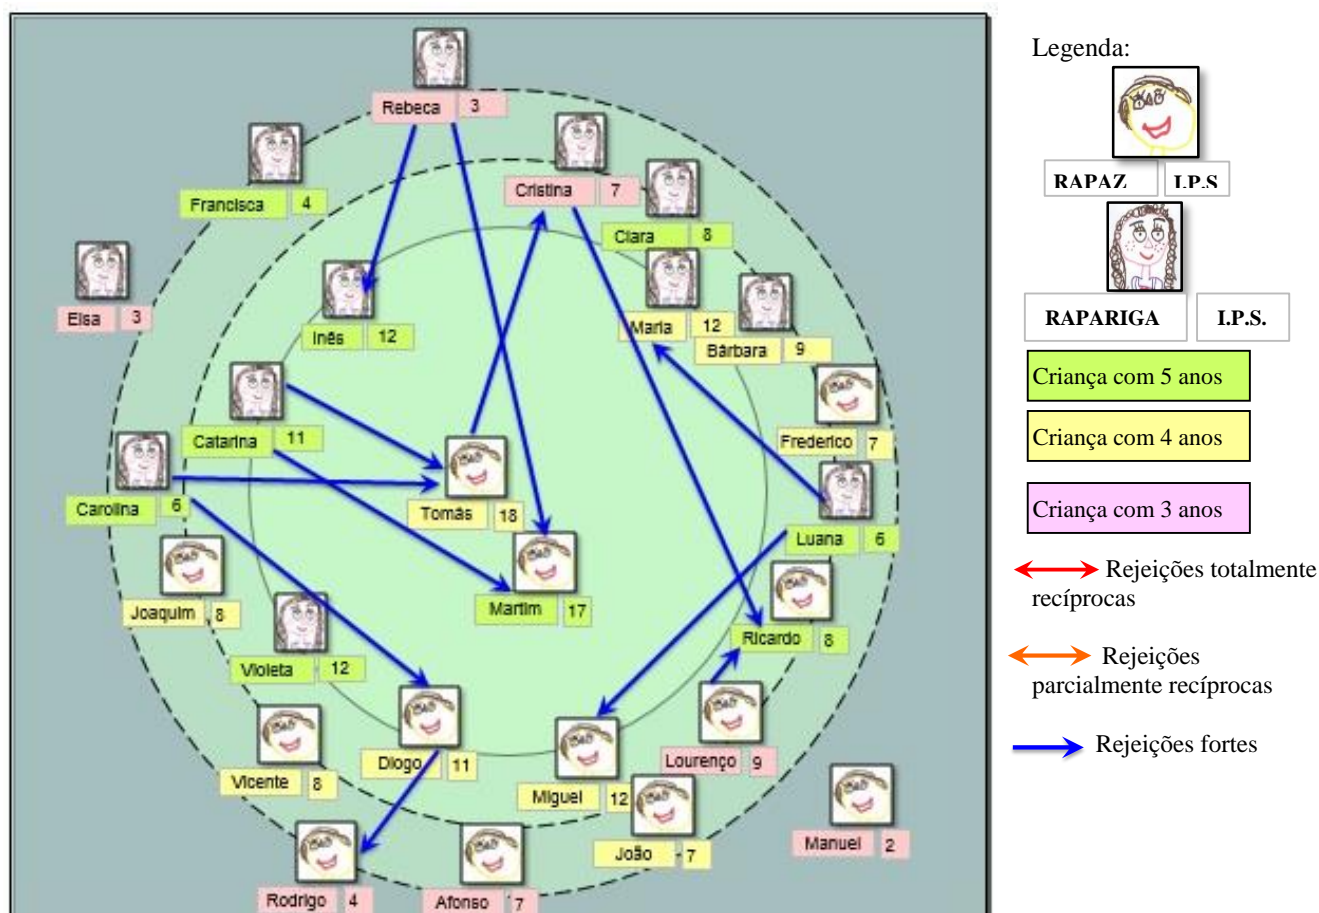 Rebeca 3
Francisca 4
Cristina 7
Clara 8
Elsa 3
Inês 12
Maria 12
Bárbara 9
Catarina 11
Frederico 7
Carolina 6
Tomás 18
Luana 6
Joaquim 8
Martim 17
Ricardo 8
Violeta 12
Vicente 8
Diogo 11
Lourenço 9
Miguel 12
João 7
Manuel 2
Rodrigo 4
Afonso 7
Legenda:
RAPAZ I.P.S
RAPARIGA I.P.S.
Criança com 5 anos
Criança com 4 anos
Criança com 3 anos
Rejeições totalmente
recíprocas
Rejeições
parcialmente recíprocas
Rejeições fortes